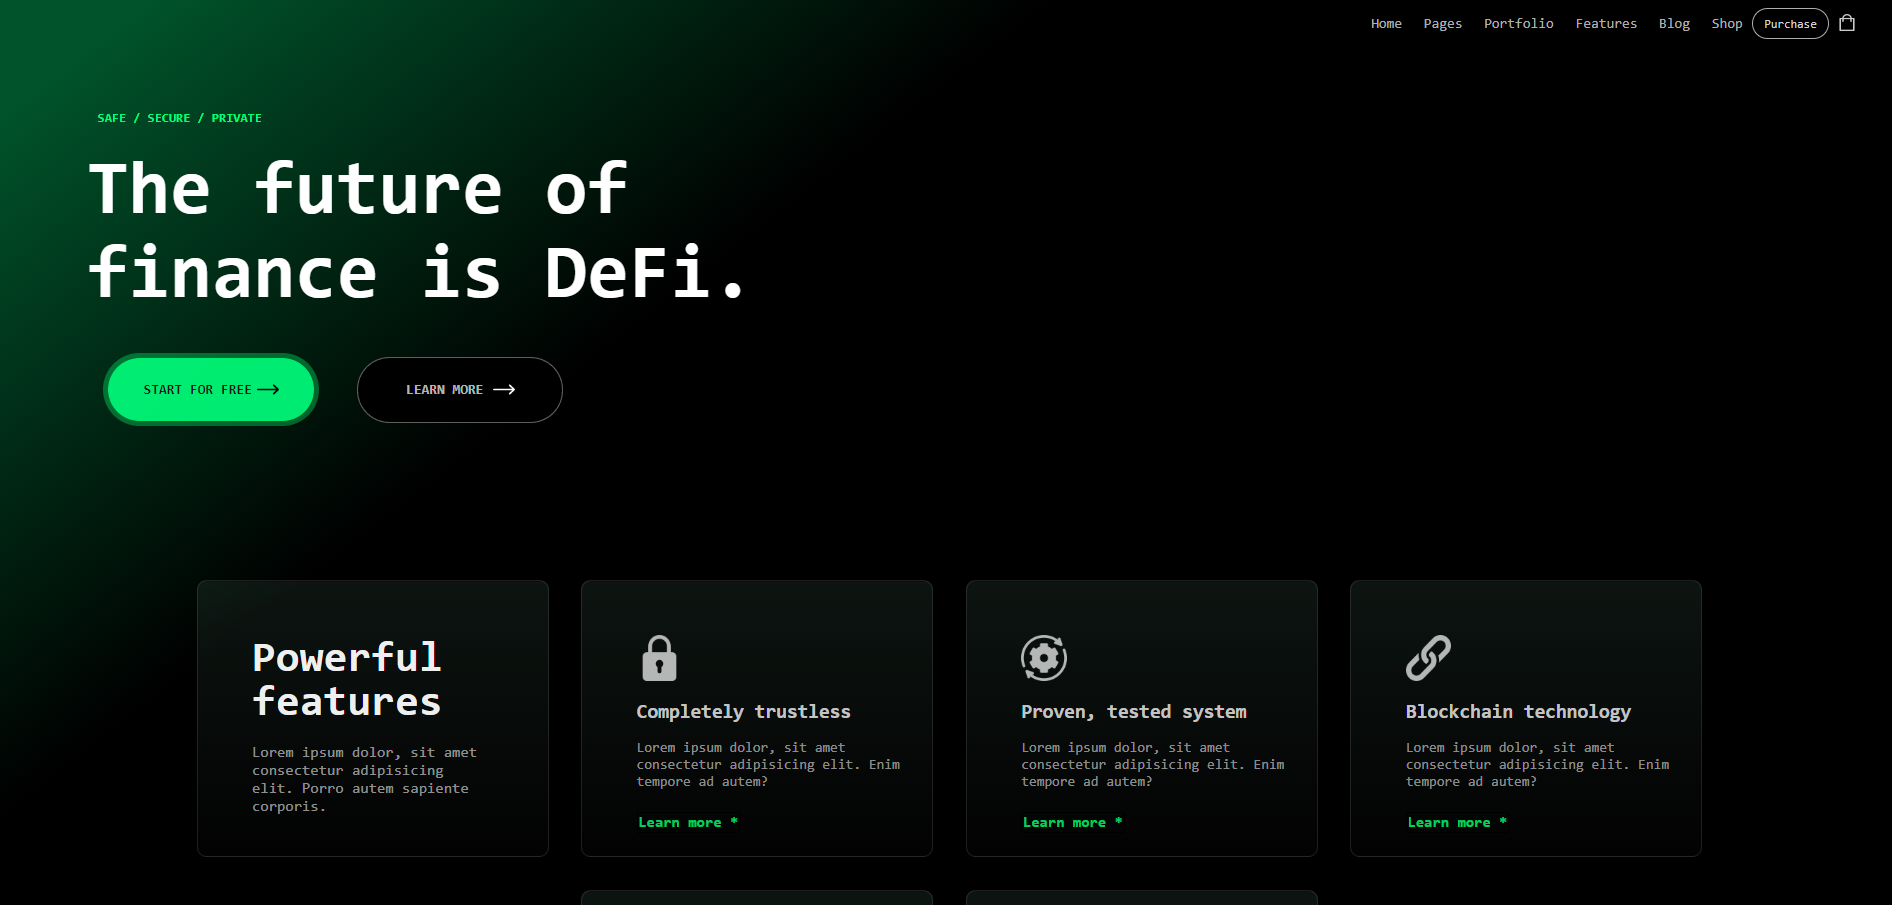 Home Pages Portfolio Features Blog Shop Purchase
SAFE / SECURE / PRIVATE
The future of
finance is DeFi.
START FOR FREE
LEARN MORE
Powerful
features
Lorem ipsum dolor, sit amet
consectetur adipisicing
elit. Porro autem sapiente
corporis.
Completely trustless
Lorem ipsum dolor, sit amet
consectetur adipisicing elit. Enim
tempore ad autem?
Learn more *
Proven, tested system
Lorem ipsum dolor, sit amet
consectetur adipisicing elit. Enim
tempore ad autem?
Learn more *
Blockchain technology
Lorem ipsum dolor, sit amet
consectetur adipisicing elit. Enim
tempore ad autem?
Learn more *